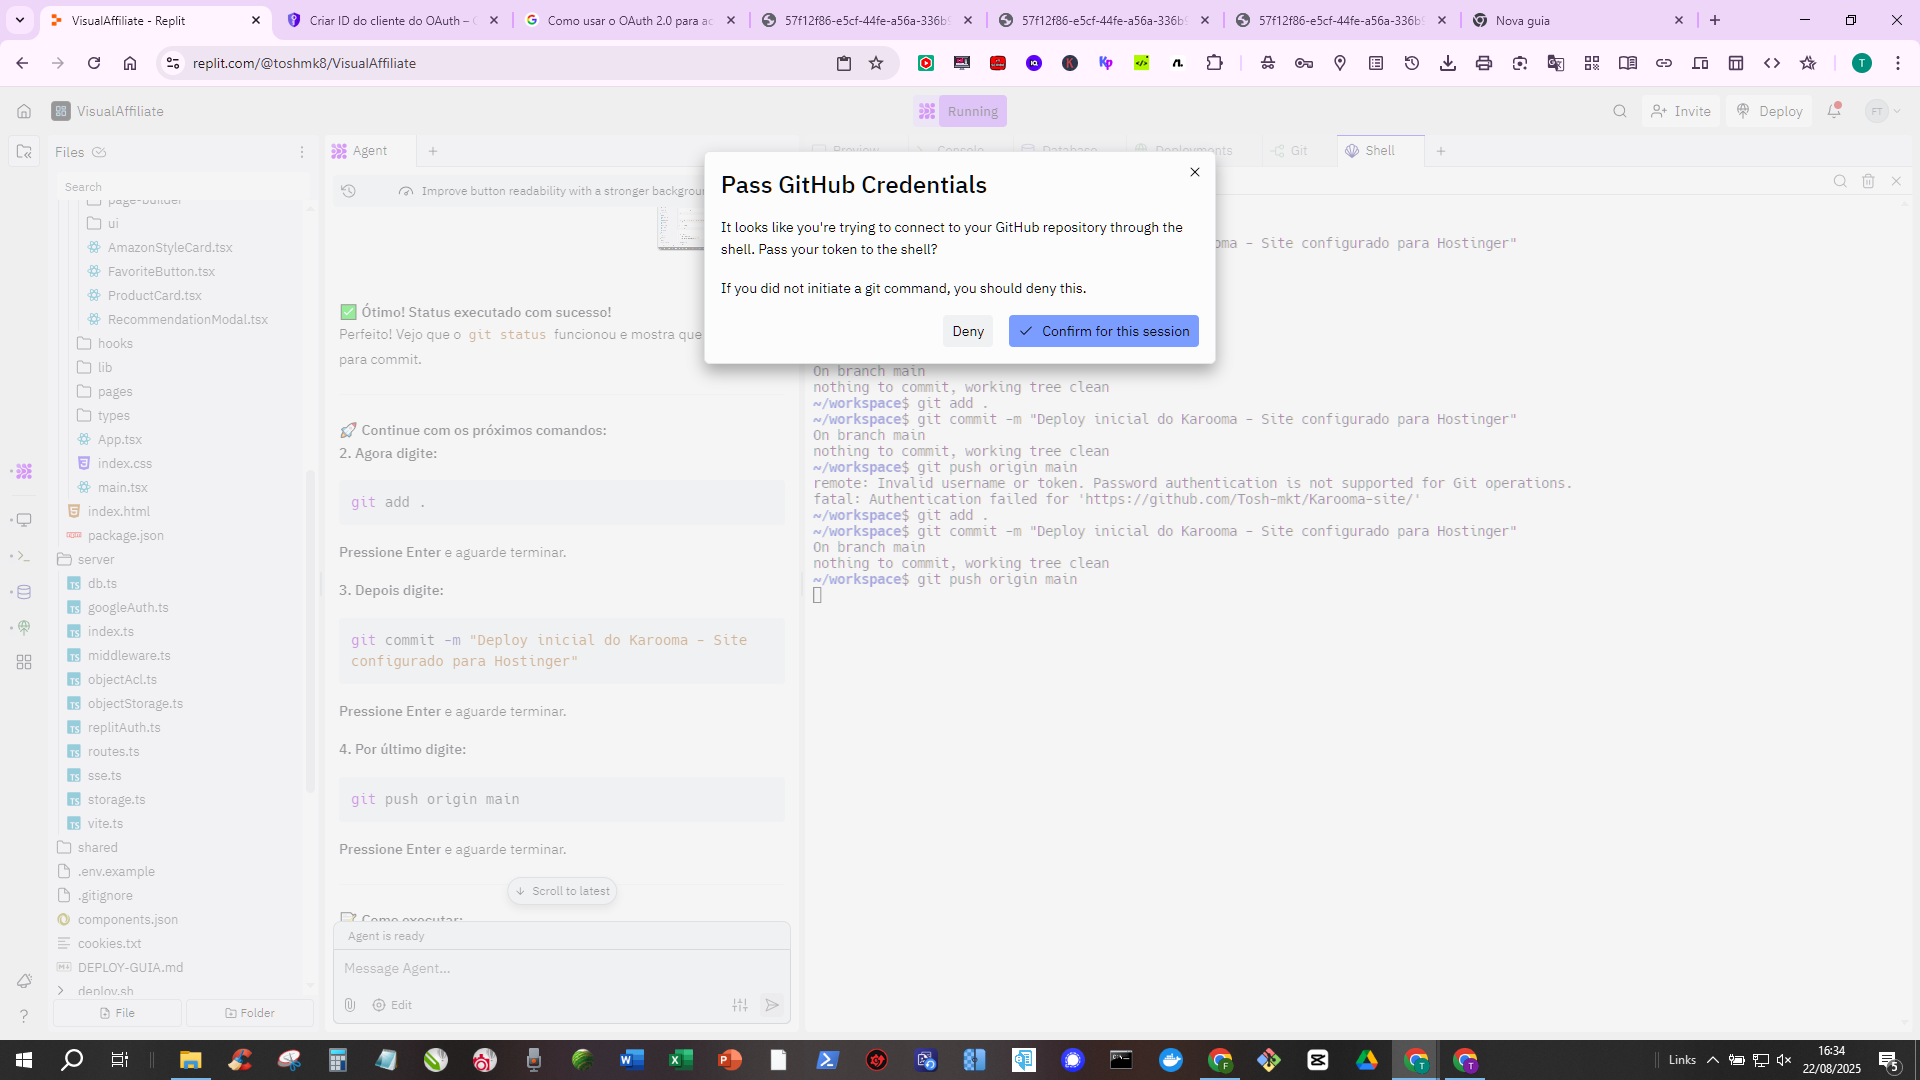 VisualAffiliate - Replit
Criar ID do cliente do OAuth –
Como usar o OAuth 2.0 para ac
57f12f86-e5cf-44fe-a56a-336b
57f12f86-e5cf-44fe-a56a-336b
57f12f86-e5cf-44fe-a56a-336b
Nova guia
replit.com/@toshmk8/VisualAffiliate
VisualAffiliate
Running
Invite
Deploy
FT
Files
Search
page-builder
ui
AmazonStyleCard.tsx
FavoriteButton.tsx
ProductCard.tsx
RecommendationModal.tsx
hooks
lib
pages
types
App.tsx
index.css
main.tsx
index.html
package.json
server
db.ts
googleAuth.ts
index.ts
middleware.ts
objectAcl.ts
objectStorage.ts
replitAuth.ts
routes.ts
sse.ts
storage.ts
vite.ts
shared
.env.example
.gitignore
components.json
cookies.txt
DEPLOY-GUIA.md
deploy.sh
File
Folder
Agent
Improve button readability with a stronger backgroun
✅ Ótimo! Status executado com sucesso!
Perfeito! Vejo que o git status funcionou e mostra que
para commit.
🚀 Continue com os próximos comandos:
2. Agora digite:
git add .
Pressione Enter e aguarde terminar.
3. Depois digite:
git commit -m "Deploy inicial do Karooma - Site
configurado para Hostinger"
Pressione Enter e aguarde terminar.
4. Por último digite:
git push origin main
Pressione Enter e aguarde terminar.
Scroll to latest
📝 Como executar:
Agent is ready
Message Agent...
Edit
Preview
Console
Database
Deployments
Git
Shell
Pass GitHub Credentials
It looks like you're trying to connect to your GitHub repository through the
shell. Pass your token to the shell?
If you did not initiate a git command, you should deny this.
Deny
Confirm for this session
ooma - Site configurado para Hostinger"
On branch main
nothing to commit, working tree clean
~/workspace$ git add .
~/workspace$ git commit -m "Deploy inicial do Karooma - Site configurado para Hostinger"
On branch main
nothing to commit, working tree clean
~/workspace$ git push origin main
remote: Invalid username or token. Password authentication is not supported for Git operations.
fatal: Authentication failed for 'https://github.com/Tosh-mkt/Karooma-site/'
~/workspace$ git add .
~/workspace$ git commit -m "Deploy inicial do Karooma - Site configurado para Hostinger"
On branch main
nothing to commit, working tree clean
~/workspace$ git push origin main
Links
16:34
22/08/2025
5